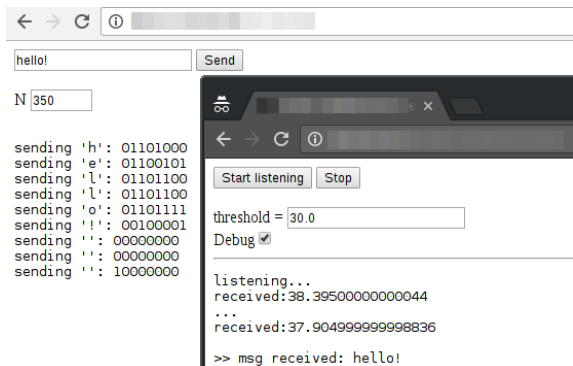 hello! Send
N 350
sending 'h': 01101000
sending 'e': 01100101
sending 'l': 01101100
sending 'l': 01101100
sending 'o': 01101111
sending '!': 00100001
sending '': 00000000
sending '': 00000000
sending '': 10000000
Start listening Stop
threshold = 30.0
Debug
listening...
received:38.39500000000044
...
received:37.904999999998836
>> msg received: hello!